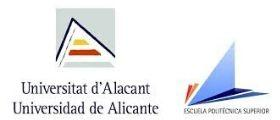 Universitat d'Alacant
Universidad de Alicante
ESCUELA POLITÉCNICA SUPERIOR